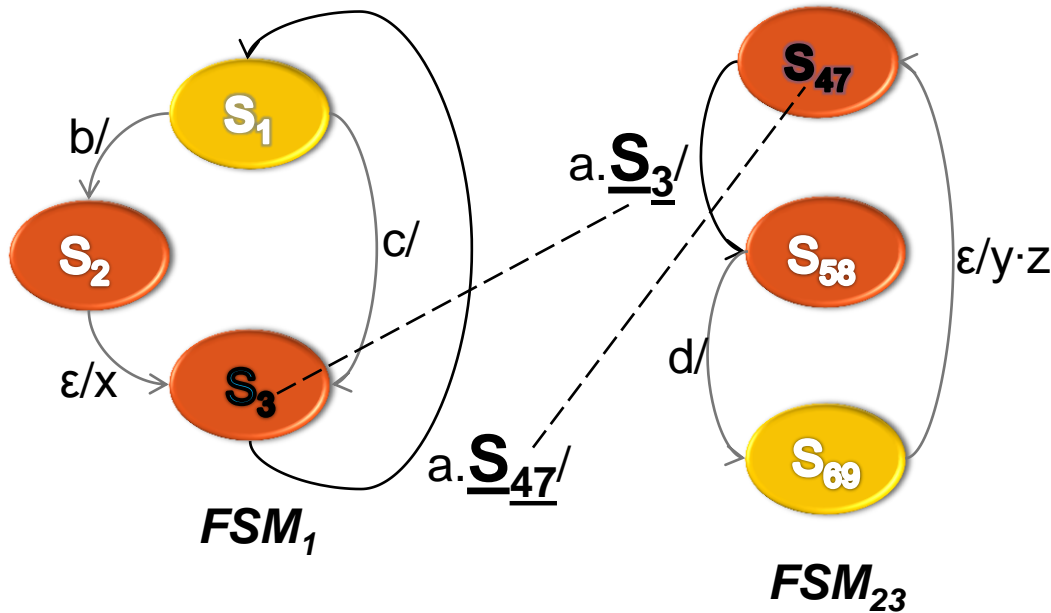 S₁
b/
S₂
c/
ε/x
S₃
a.S₄₇/
FSM₁
S₄₇
a.S₃/
S₅₈
ε/y·z
d/
S₆₉
FSM₂₃